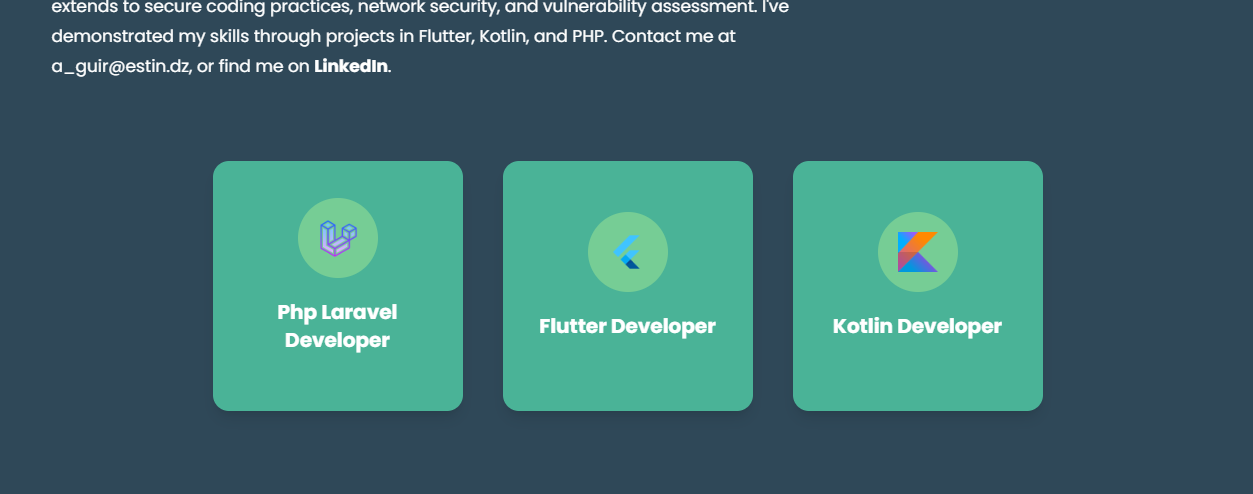 extends to secure coding practices, network security, and vulnerability assessment. I've
demonstrated my skills through projects in Flutter, Kotlin, and PHP. Contact me at
a_guir@estin.dz, or find me on LinkedIn.
Php Laravel
Developer
Flutter Developer
Kotlin Developer